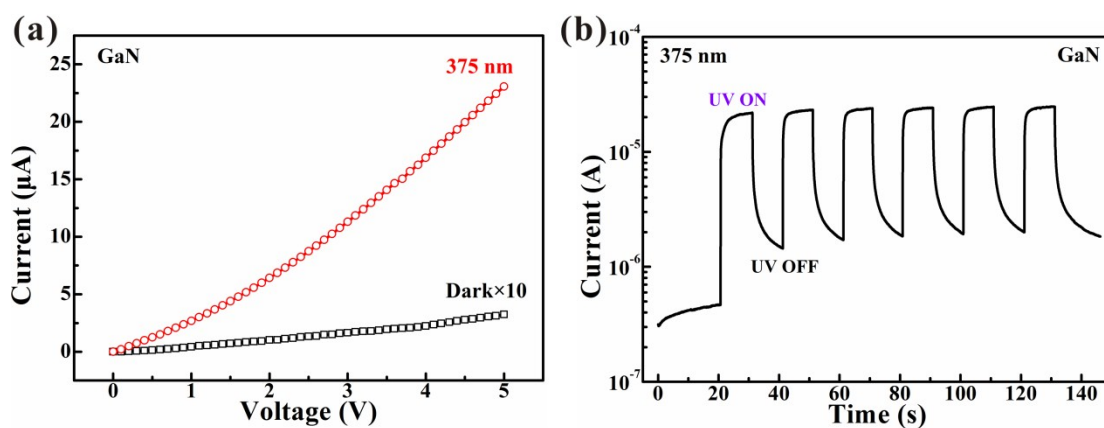 (a)
GaN
375 nm
Dark×10
Current (μA)
25
20
15
10
5
0
0 1 2 3 4 5
Voltage (V)
(b)
375 nm
GaN
UV ON
UV OFF
Current (A)
10⁻⁴
10⁻⁵
10⁻⁶
10⁻⁷
0 20 40 60 80 100 120 140
Time (s)